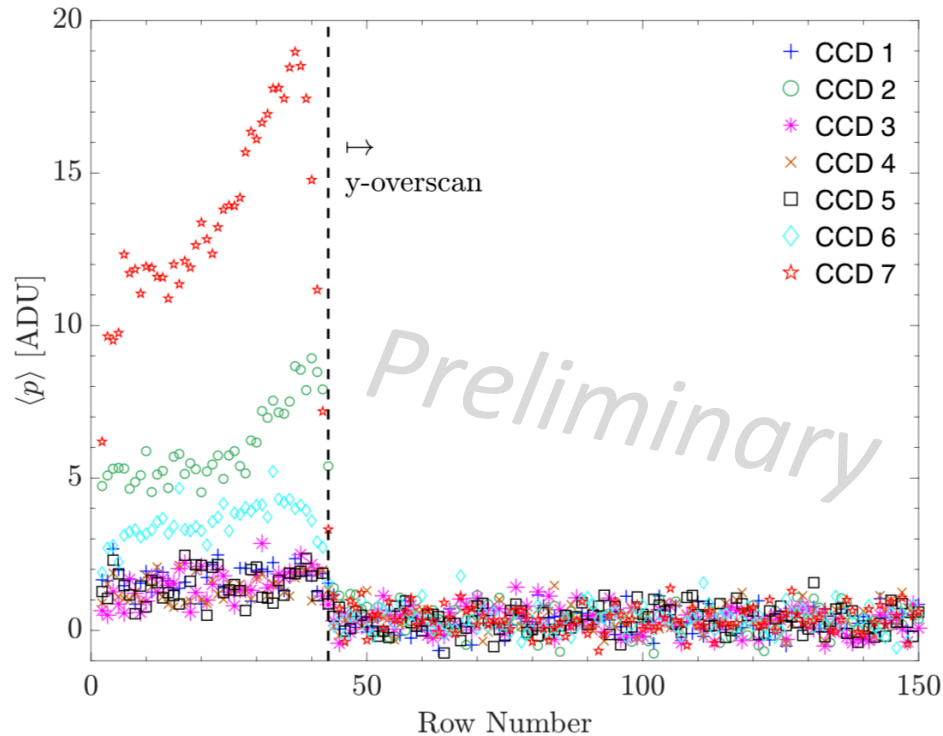 20
15
10
5
0
⟨p⟩ [ADU]
0
50
100
150
Row Number
↦
y-overscan
CCD 1
CCD 2
CCD 3
CCD 4
CCD 5
CCD 6
CCD 7
Preliminary